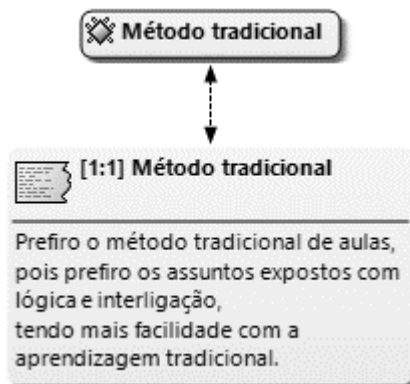 Método tradicional
[1:1] Método tradicional
Prefiro o método tradicional de aulas,
pois prefiro os assuntos expostos com
lógica e interligação,
tendo mais facilidade com a
aprendizagem tradicional.